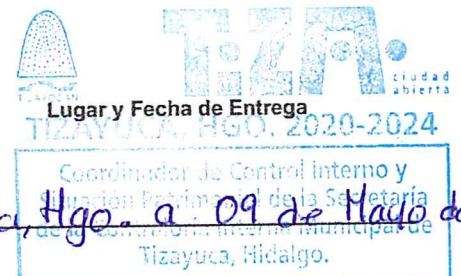 TIZA
ciudad
abierta
Lugar y Fecha de Entrega
TIZAYUCA, HGO. 2020-2024
Coordinador de Control Interno y
Situación Patrimonial de la Secretaría
Hgo. a 09 de Mayo
de la Contraloría Interna Municipal de
Tizayuca, Hidalgo.